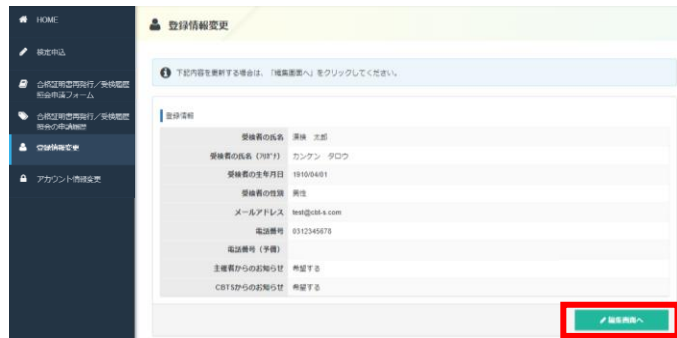 HOME
検定申込
合格証明書再発行／受検履歴
照会申請フォーム
合格証明書再発行／受検履歴
照会の申請履歴
登録情報変更
アカウント情報変更
登録情報変更
下記内容を更新する場合は、「編集画面へ」をクリックしてください。
登録情報
受検者の氏名 漢検 太郎
受検者の氏名（ﾌﾘｶﾞﾅ） カンケン タロウ
受検者の生年月日 1910/04/01
受検者の性別 男性
メールアドレス test@cbt-s.com
電話番号 0312345678
電話番号（予備）
主催者からのお知らせ 希望する
CBTSからのお知らせ 希望する
編集画面へ